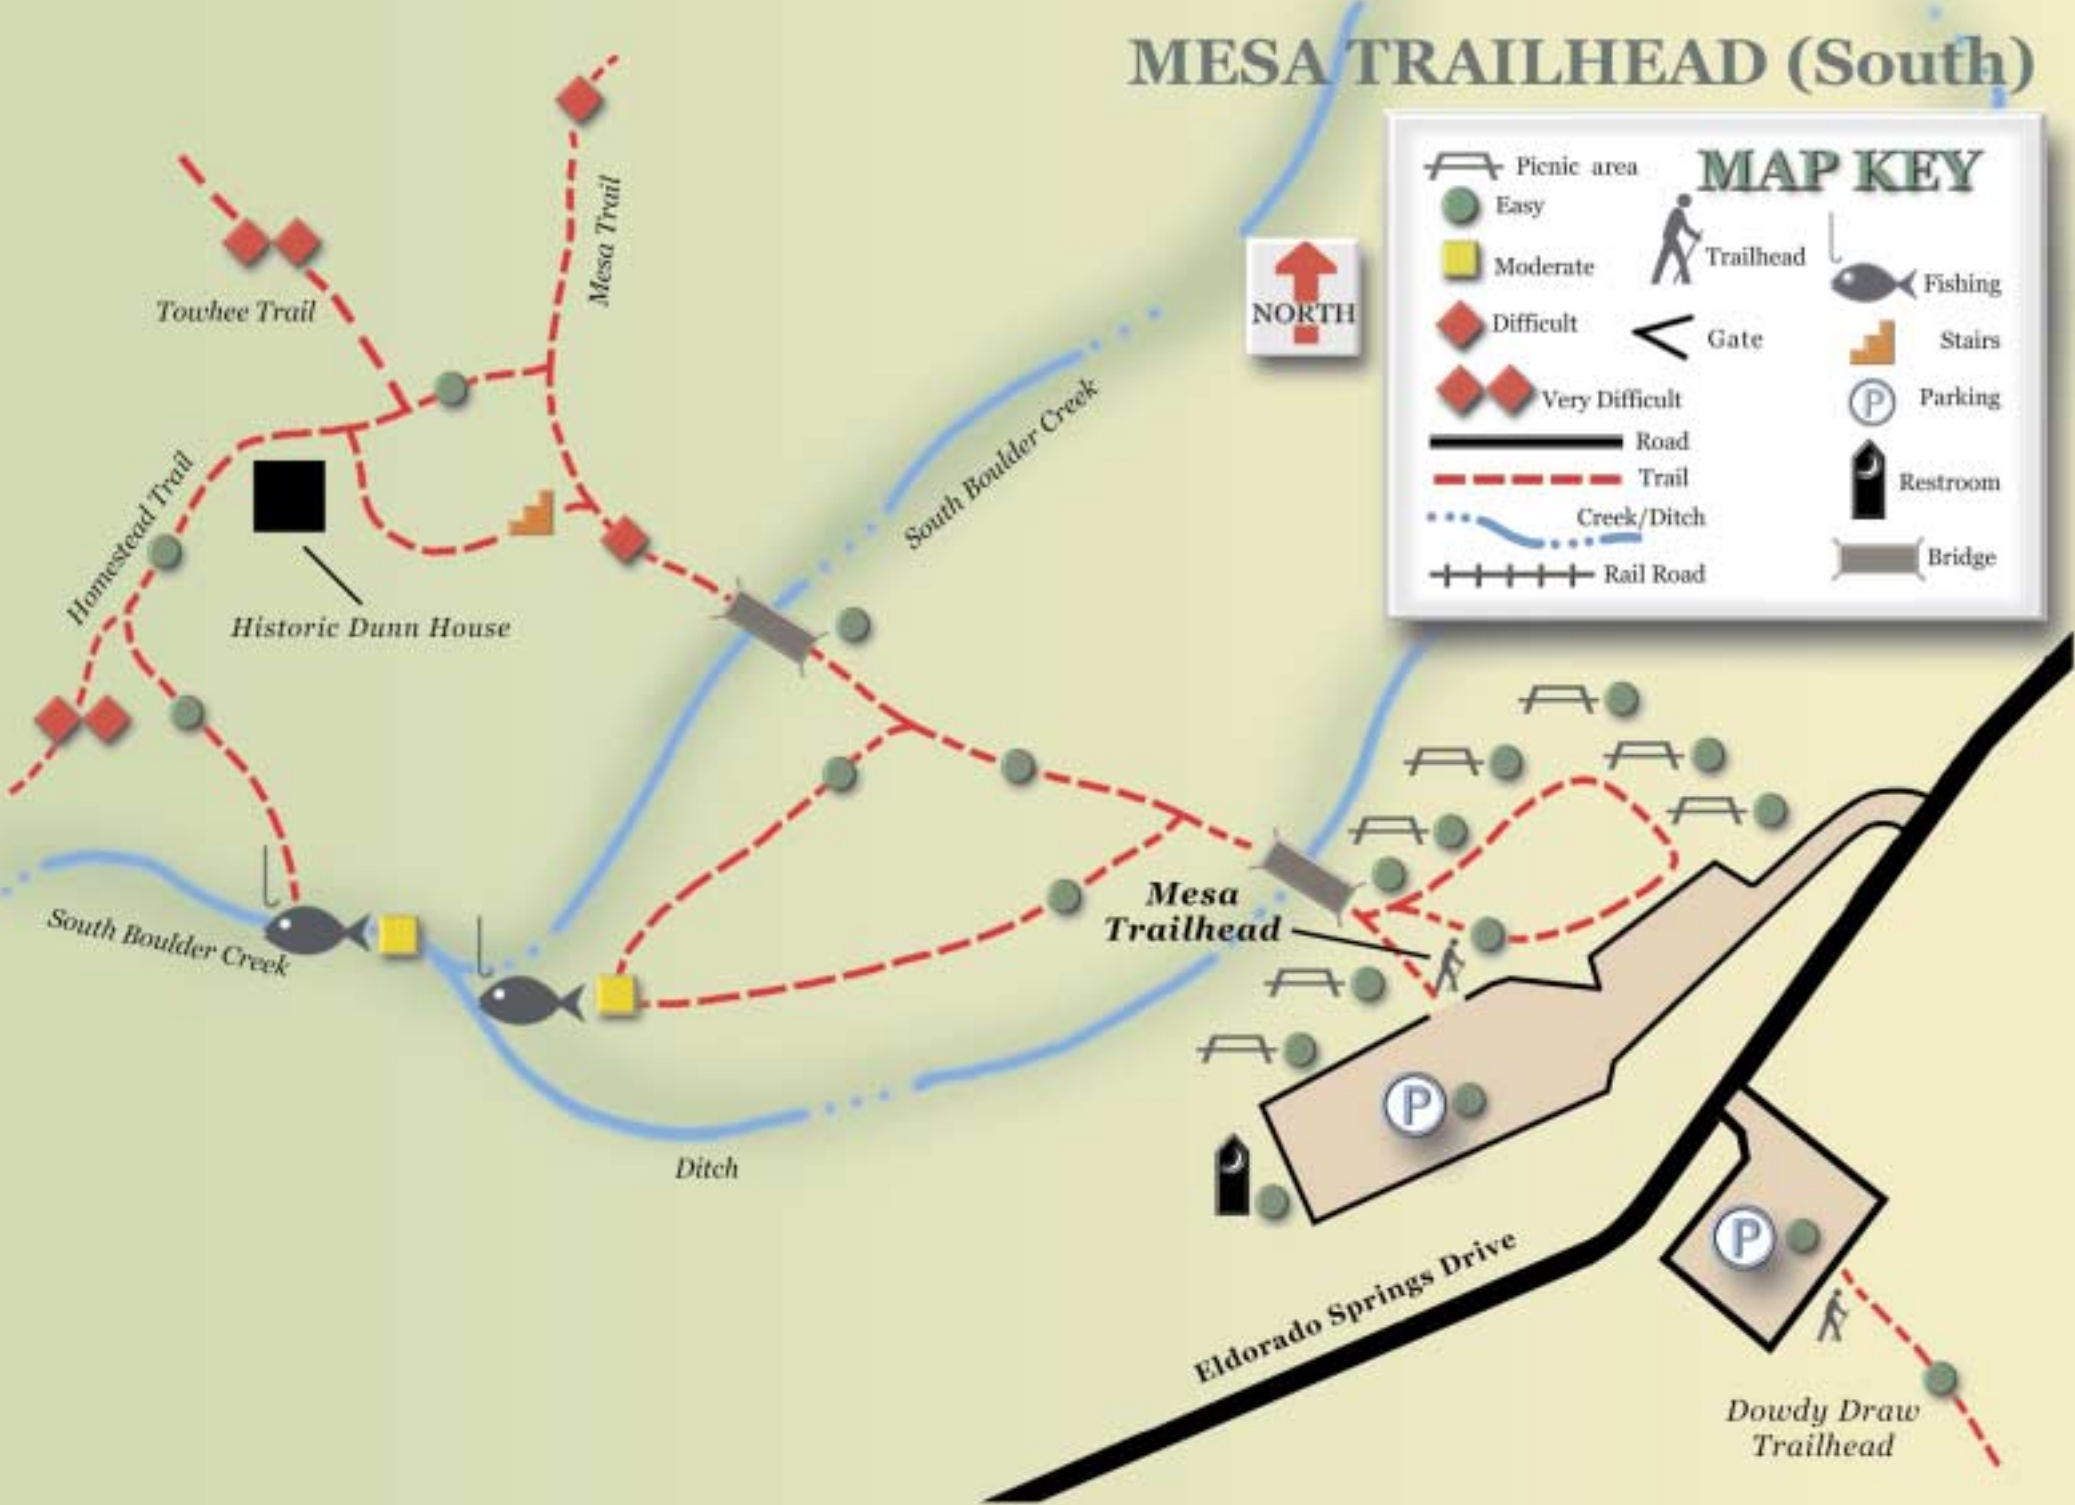 MESA TRAILHEAD (South)
MAP KEY
Picnic area
Easy
Moderate
Difficult
Very Difficult
Road
Trail
Creek/Ditch
Rail Road
Trailhead
Gate
Fishing
Stairs
P Parking
Restroom
Bridge
NORTH
Mesa Trail
Towhee Trail
South Boulder Creek
Homestead Trail
Historic Dunn House
South Boulder Creek
Mesa
Trailhead
Ditch
P
P
Eldorado Springs Drive
Dowdy Draw
Trailhead